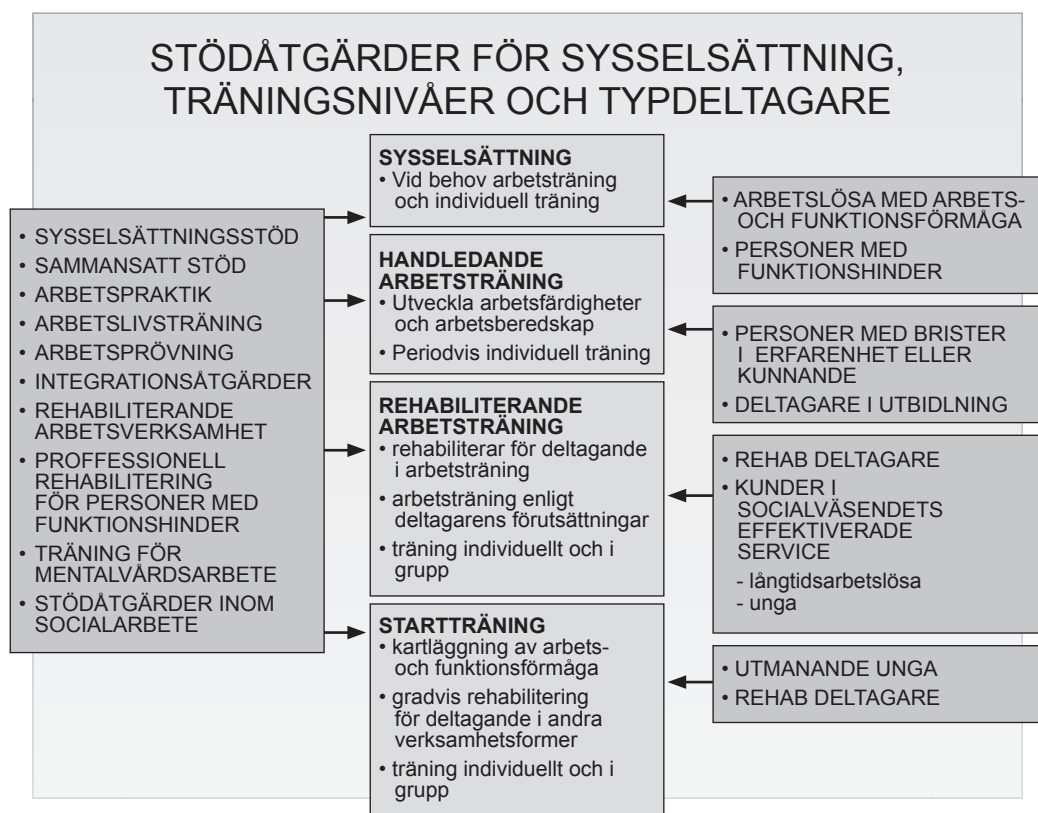 STÖDÅTGÄRDER FÖR SYSSELSÄTTNING,
TRÄNINGSNIVÅER OCH TYPDELTAGARE
• SYSSELSÄTTNINGSSTÖD
• SAMMANSATT STÖD
• ARBETSPRAKTIK
• ARBETSLIVSTRÄNING
• ARBETSPRÖVNING
• INTEGRATIONSÅTGÄRDER
• REHABILITERANDE
ARBETSVERKSAMHET
• PROFFESSIONELL
REHABILITERING
FÖR PERSONER MED
FUNKTIONSHINDER
• TRÄNING FÖR
MENTALVÅRDSARBETE
• STÖDÅTGÄRDER INOM
SOCIALARBETE
SYSSELSÄTTNING
• Vid behov arbetsträning
och individuell träning
HANDLEDANDE
ARBETSTRÄNING
• Utveckla arbetsfärdigheter
och arbetsberedskap
• Periodvis individuell träning
REHABILITERANDE
ARBETSTRÄNING
• rehabiliterar för deltagande
i arbetsträning
• arbetsträning enligt
deltagarens förutsättningar
• träning individuellt och i
grupp
STARTTRÄNING
• kartläggning av arbets-
och funktionsförmåga
• gradvis rehabilitering
för deltagande i andra
verksamhetsformer
• träning individuellt och i
grupp
• ARBETSLÖSA MED ARBETS-
OCH FUNKTIONSFÖRMÅGA
• PERSONER MED
FUNKTIONSHINDER
• PERSONER MED BRISTER
I ERFARENHET ELLER
KUNNANDE
• DELTAGARE I UTBIDLNING
• REHAB DELTAGARE
• KUNDER I
SOCIALVÄSENDETS
EFFEKTIVERADE
SERVICE
- långtidsarbetslösa
- unga
• UTMANANDE UNGA
• REHAB DELTAGARE